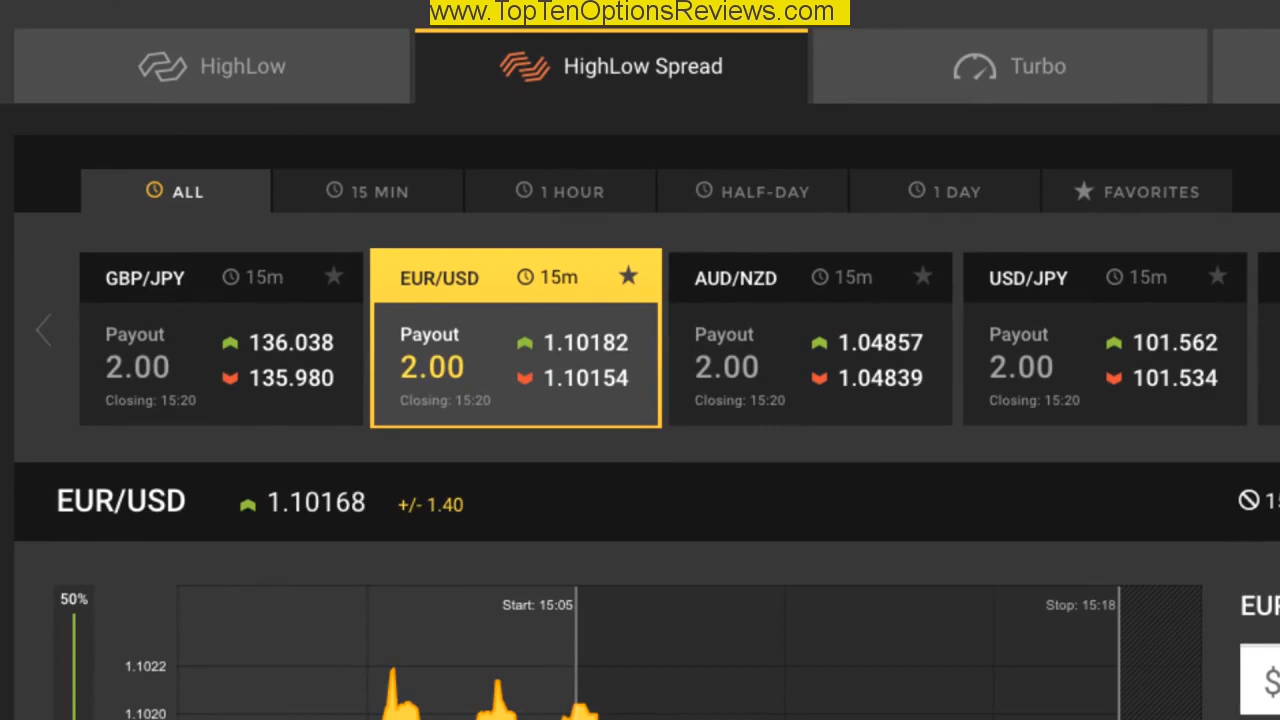 www.TopTenOptionsReviews.com
HighLow
HighLow Spread
Turbo
ALL
15 MIN
1 HOUR
HALF-DAY
1 DAY
FAVORITES
GBP/JPY 15m
Payout
2.00
136.038
135.980
Closing: 15:20
EUR/USD 15m
Payout
2.00
1.10182
1.10154
Closing: 15:20
AUD/NZD 15m
Payout
2.00
1.04857
1.04839
Closing: 15:20
USD/JPY 15m
Payout
2.00
101.562
101.534
Closing: 15:20
EUR/USD 1.10168 +/- 1.40
50%
Start: 15:05
Stop: 15:18
1.1022
1.1020
$